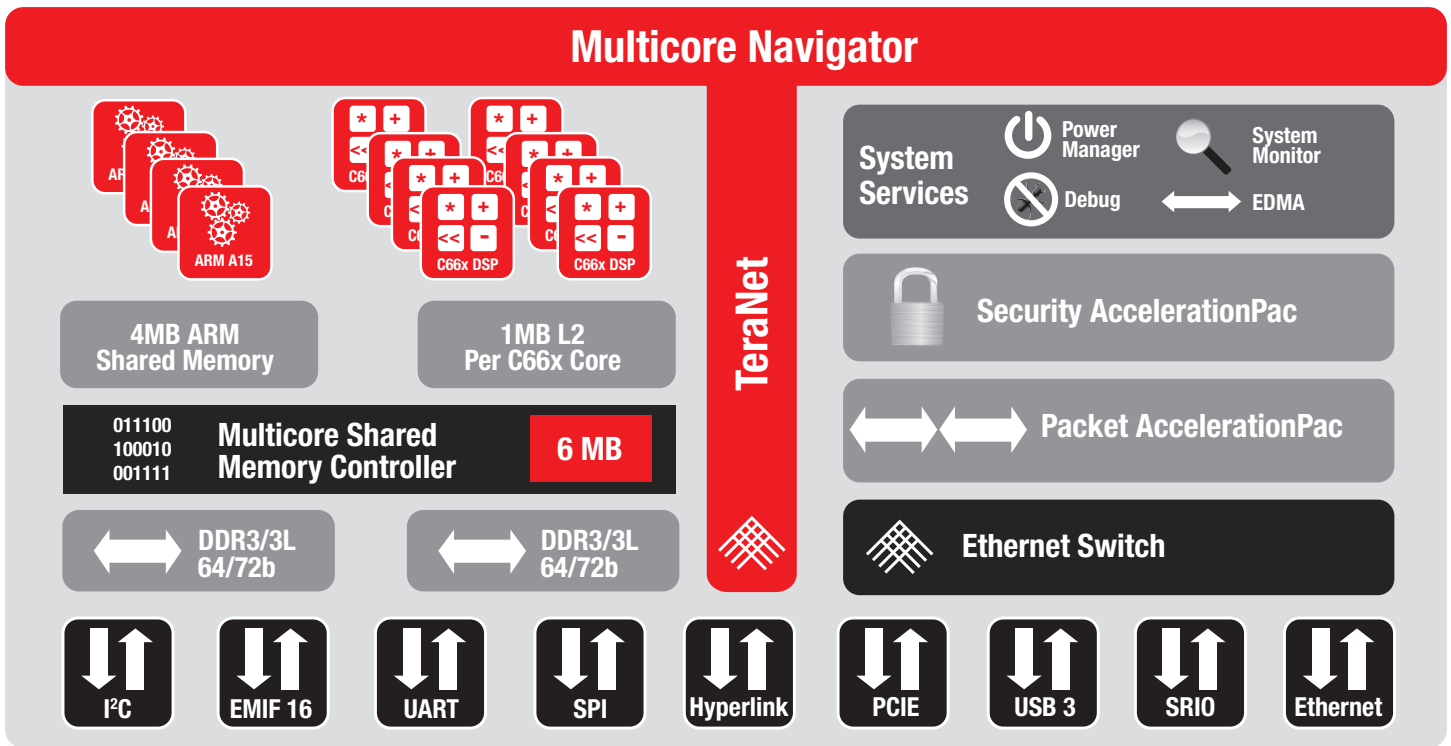 Multicore Navigator
ARM A15
* +
<< -
C66x DSP
* +
<< -
C66x DSP
4MB ARM
Shared Memory
1MB L2
Per C66x Core
011100
100010
001111
Multicore Shared
Memory Controller
6 MB
DDR3/3L
64/72b
DDR3/3L
64/72b
TeraNet
System
Services
Power
Manager
System
Monitor
Debug
EDMA
Security AccelerationPac
Packet AccelerationPac
Ethernet Switch
I²C
EMIF 16
UART
SPI
Hyperlink
PCIE
USB 3
SRIO
Ethernet